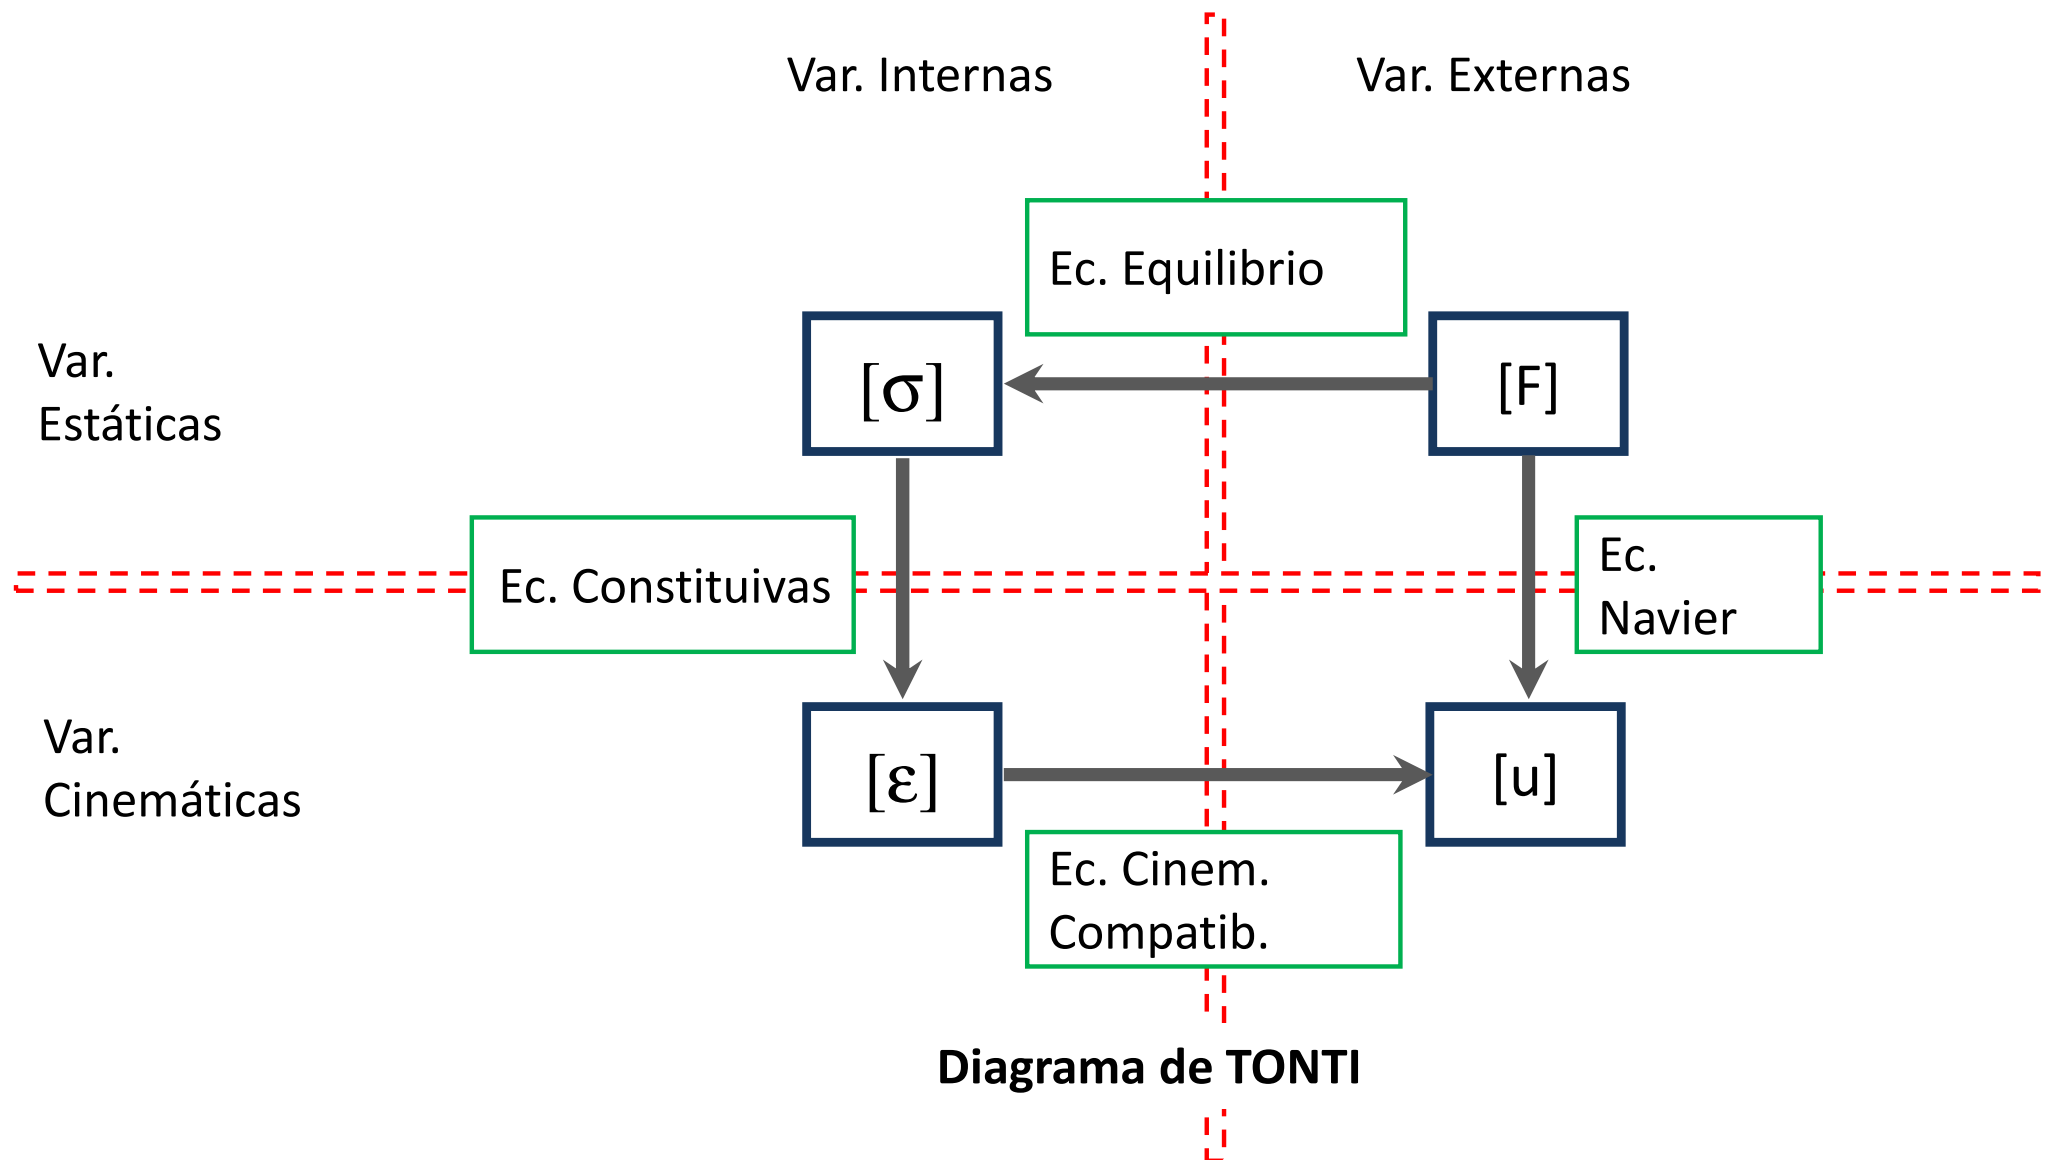 Var. Internas
Var. Externas
Ec. Equilibrio
Var.
Estáticas
[σ]
[F]
Ec. Constituivas
Ec.
Navier
Var.
Cinemáticas
[ε]
[u]
Ec. Cinem.
Compatib.
Diagrama de TONTI